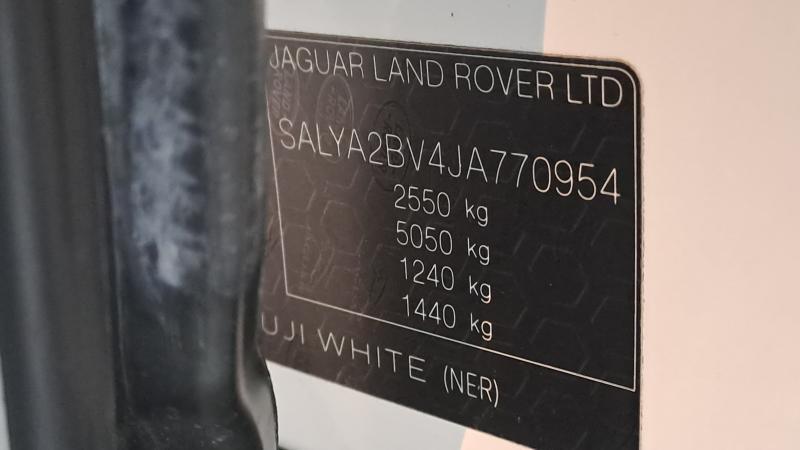 JAGUAR LAND ROVER LTD
SALYA2BV4JA770954
2550 kg
5050 kg
1240 kg
1440 kg
UJI WHITE (NER)